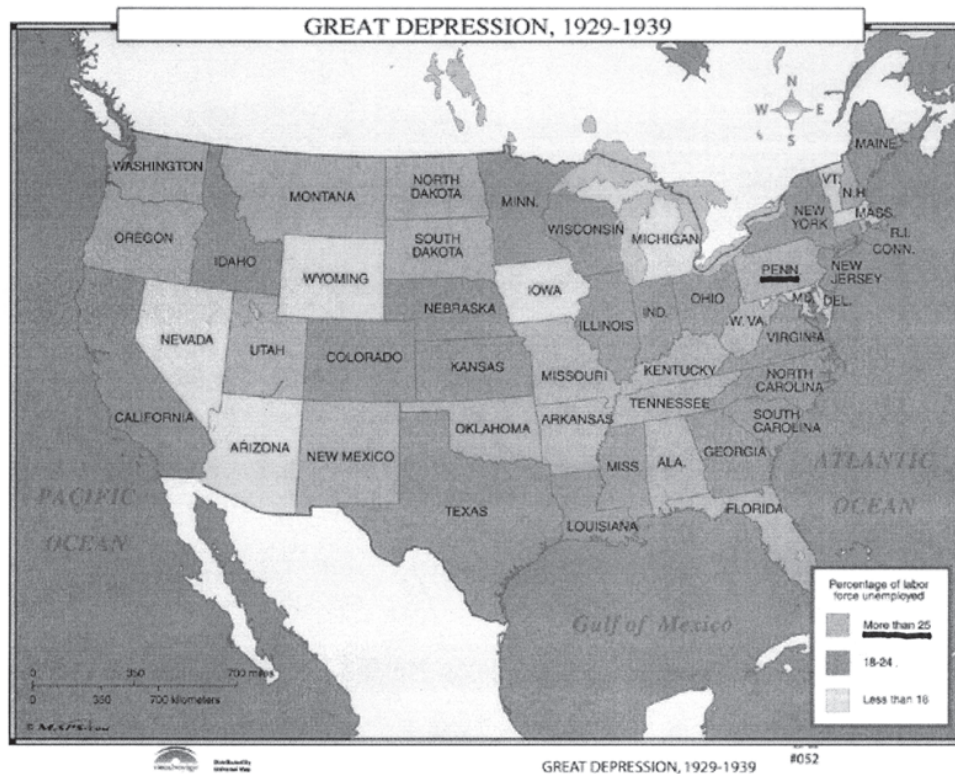 GREAT DEPRESSION, 1929-1939
N
W E
S
WASHINGTON
MONTANA
NORTH
DAKOTA
MINN.
MAINE
VT.
N.H.
MASS.
NEW
YORK
R.I.
CONN.
OREGON
IDAHO
SOUTH
DAKOTA
WISCONSIN
MICHIGAN
WYOMING
IOWA
PENN
NEW
JERSEY
NEBRASKA
ILLINOIS
IND.
OHIO
MD.
DEL.
W. VA.
VIRGINIA
NEVADA
UTAH
COLORADO
KANSAS
MISSOURI
KENTUCKY
NORTH
CAROLINA
CALIFORNIA
TENNESSEE
SOUTH
CAROLINA
ARIZONA
NEW MEXICO
OKLAHOMA
ARKANSAS
MISS.
ALA.
GEORGIA
TEXAS
LOUISIANA
FLORIDA
PACIFIC
OCEAN
ATLANTIC
OCEAN
Gulf of Mexico
Percentage of labor
force unemployed
More than 25
18-24
Less than 18
0 350 700 miles
0 350 700 kilometers
© MAPS.com
#052
GREAT DEPRESSION, 1929-1939